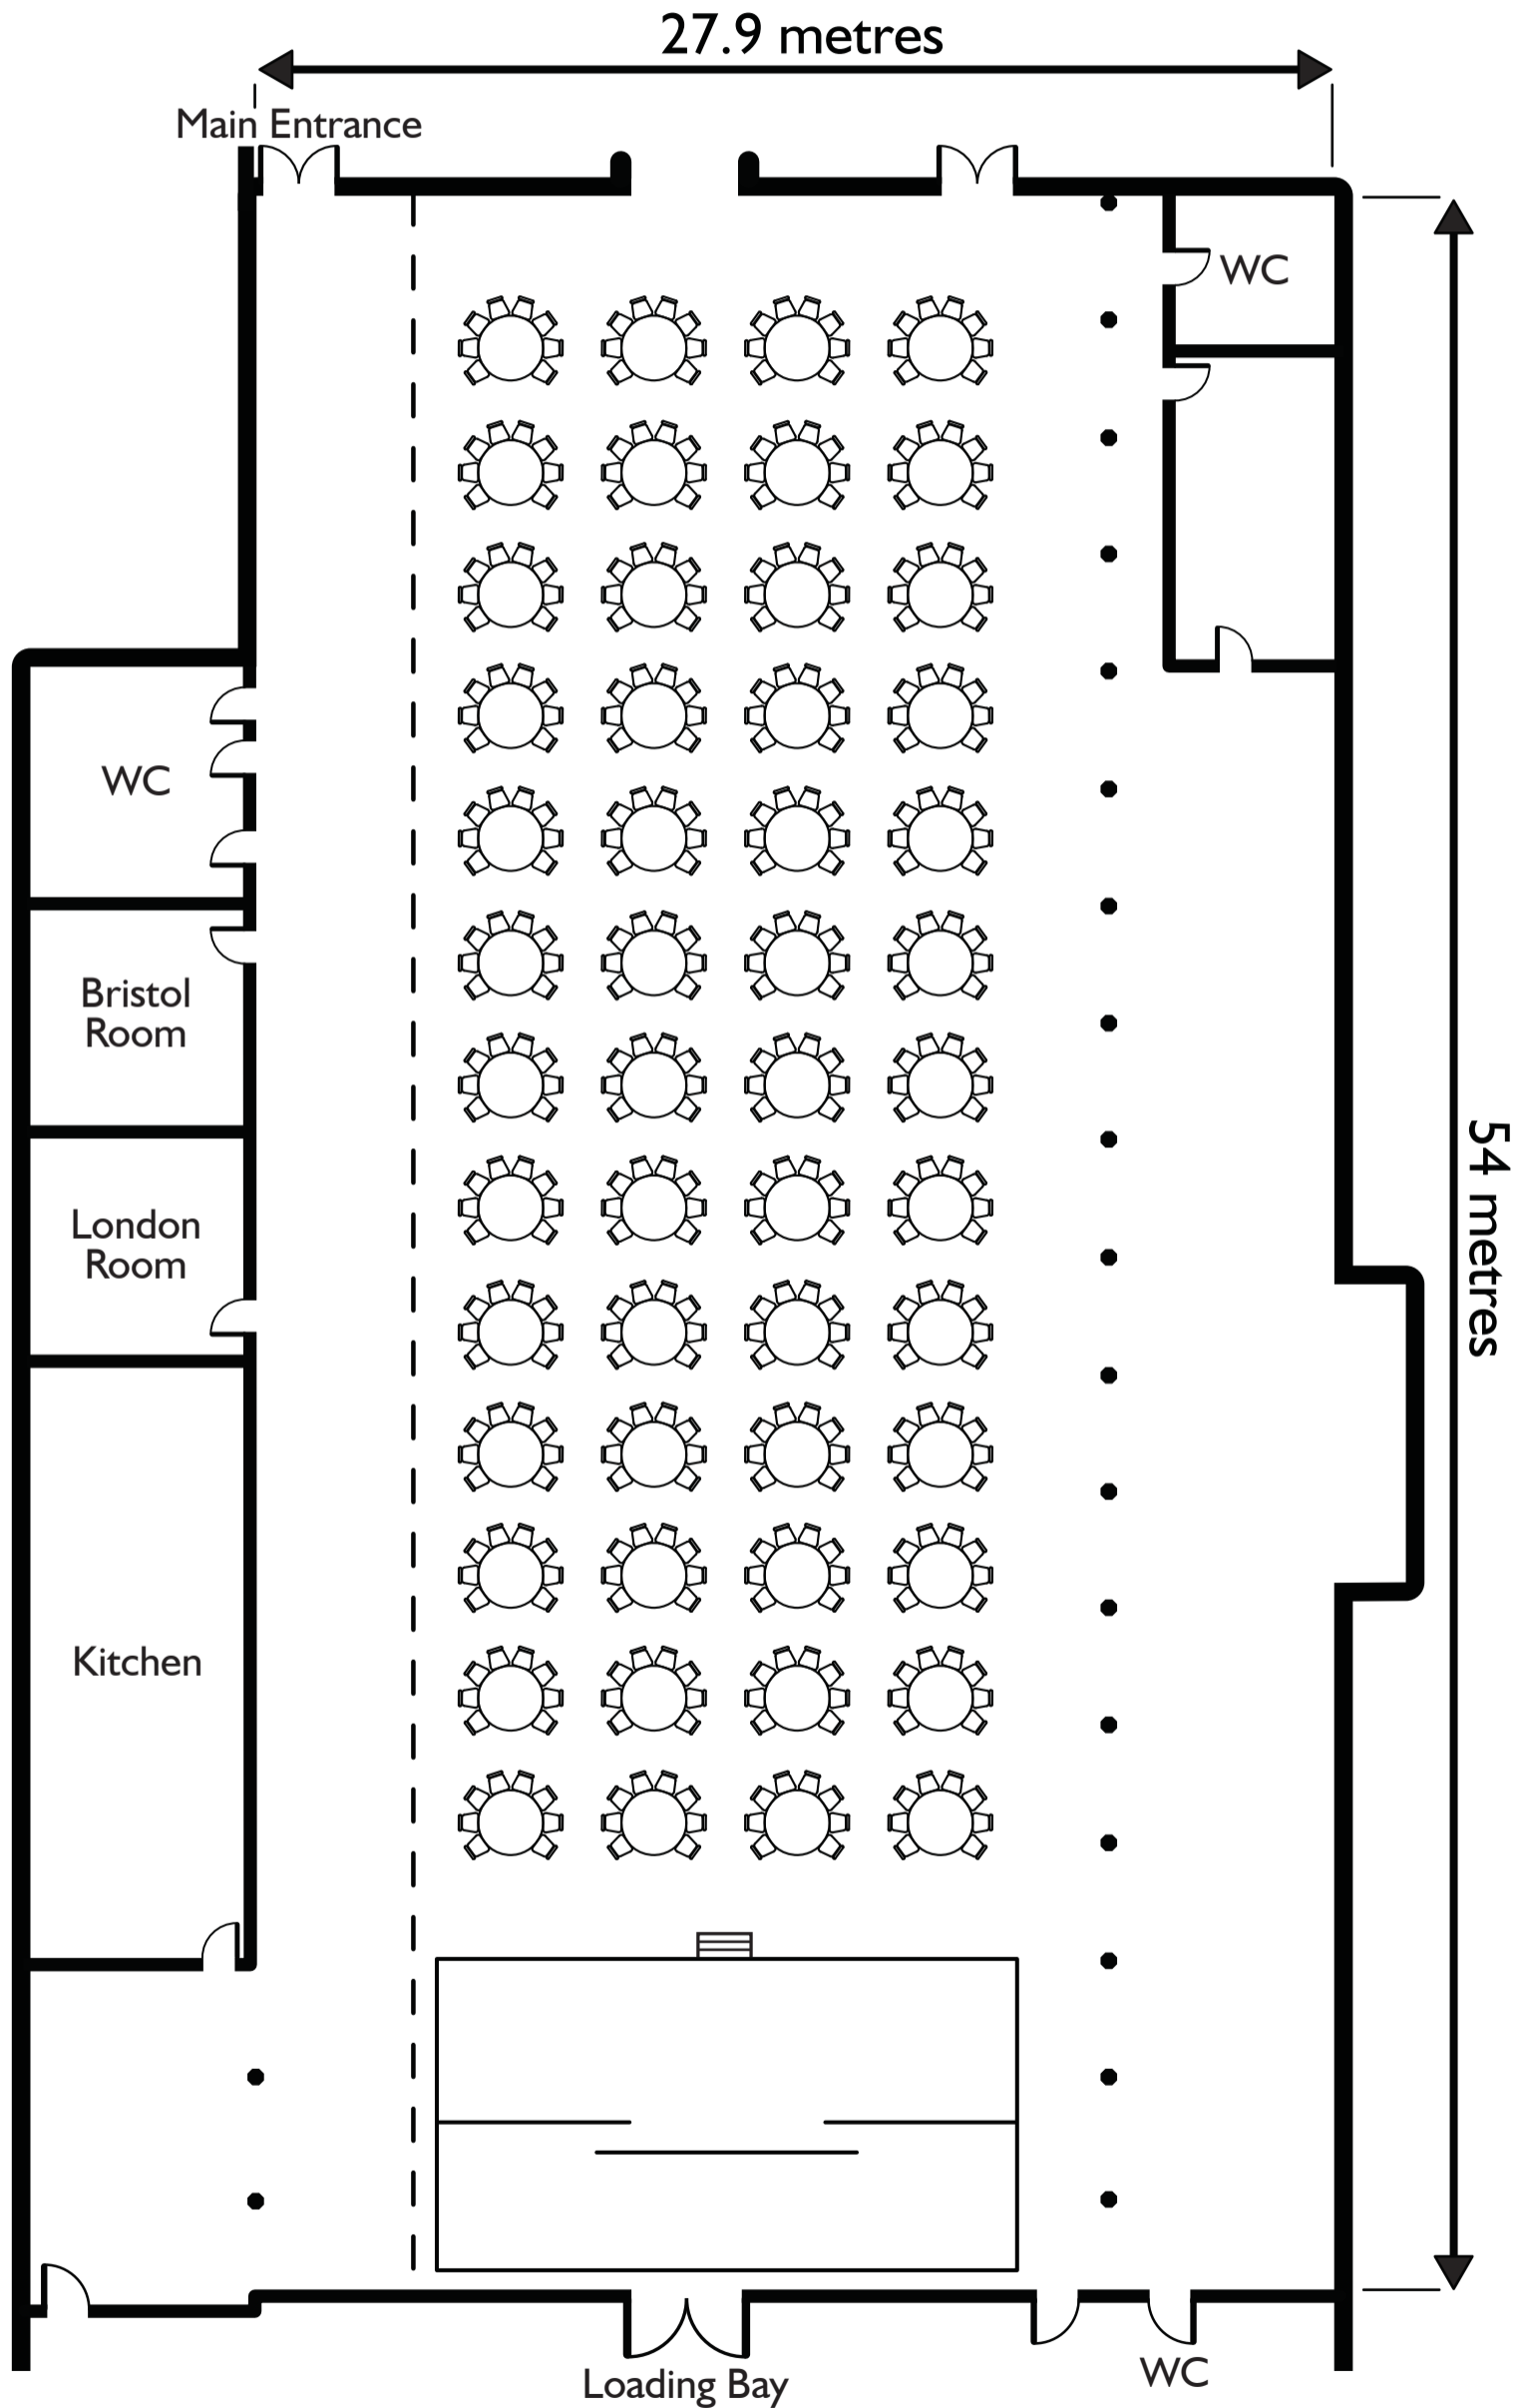 27.9 metres
Main Entrance
WC
WC
Bristol
Room
54 metres
London
Room
Kitchen
WC
Loading Bay